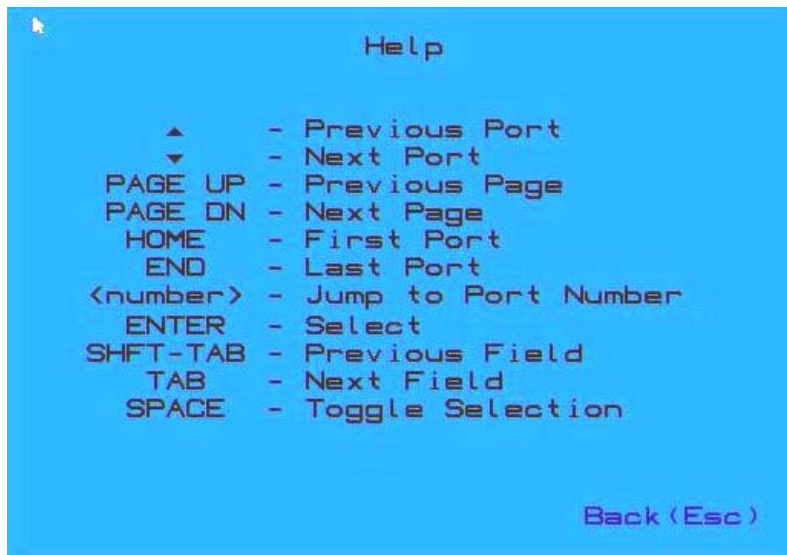 Help
▲ - Previous Port
▼ - Next Port
PAGE UP - Previous Page
PAGE DN - Next Page
HOME - First Port
END - Last Port
<number> - Jump to Port Number
ENTER - Select
SHFT-TAB - Previous Field
TAB - Next Field
SPACE - Toggle Selection
Back(Esc)